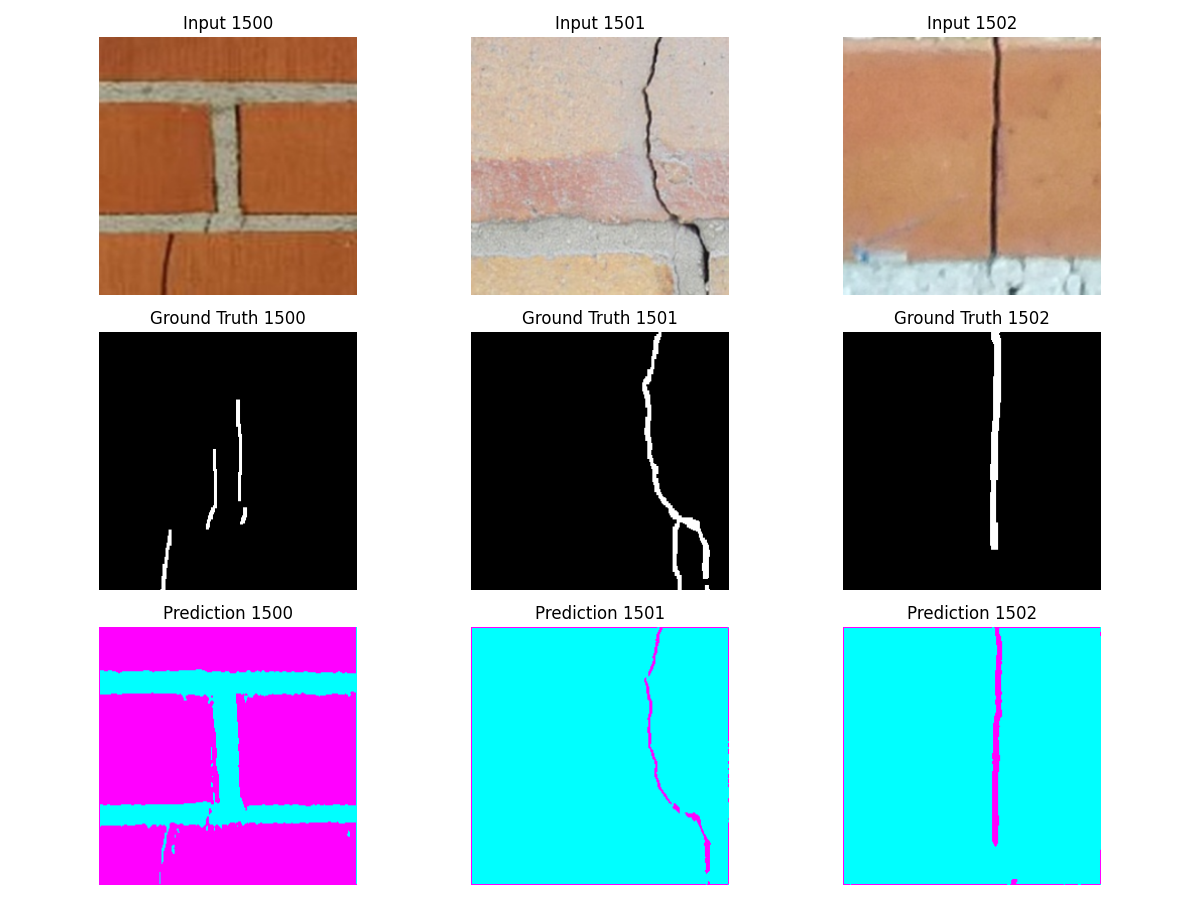 Input 1500
Input 1501
Input 1502
Ground Truth 1500
Ground Truth 1501
Ground Truth 1502
Prediction 1500
Prediction 1501
Prediction 1502